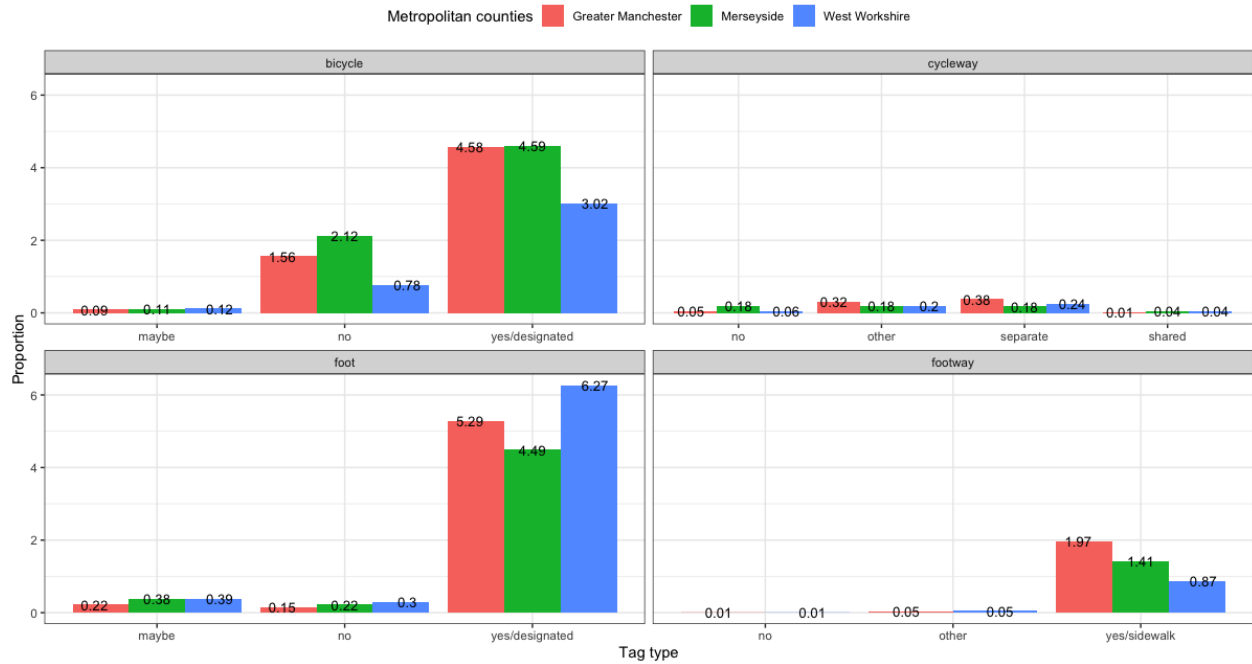 Metropolitan counties Greater Manchester Merseyside West Workshire
bicycle
cycleway
Proportion
6
4
2
0
0.09 0.11 0.12
1.56 2.12 0.78
4.58 4.59 3.02
maybe no yes/designated
0.05 0.18 0.06
0.32 0.18 0.2
0.38 0.18 0.24
0.01 0.04 0.04
no other separate shared
foot
footway
6
4
2
0
0.22 0.38 0.39
0.15 0.22 0.3
5.29 4.49 6.27
maybe no yes/designated
0.01 0.01
0.05 0.05
1.97 1.41 0.87
no other yes/sidewalk
Tag type